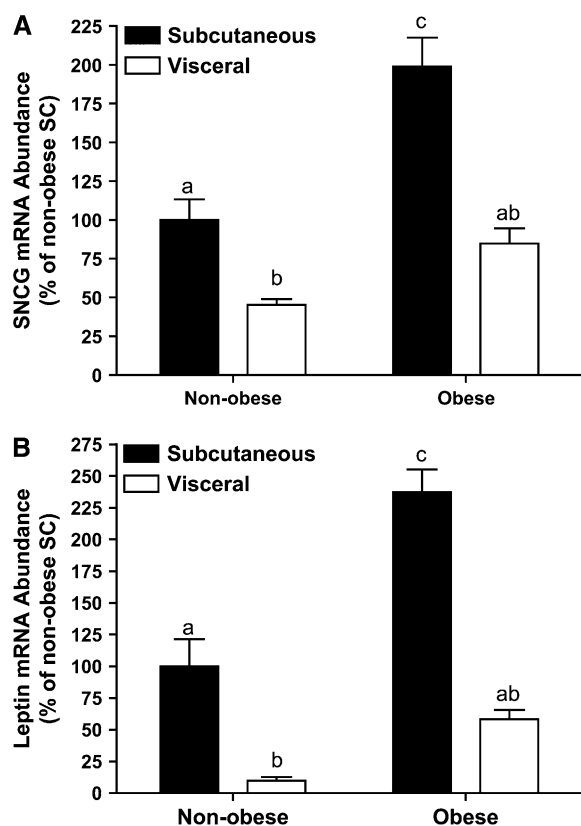 A
Subcutaneous
Visceral
SNCG mRNA Abundance
(% of non-obese SC)
225
200
175
150
125
100
75
50
25
0
a
b
c
ab
Non-obese
Obese
B
Subcutaneous
Visceral
Leptin mRNA Abundance
(% of non-obese SC)
275
250
225
200
175
150
125
100
75
50
25
0
a
b
c
ab
Non-obese
Obese